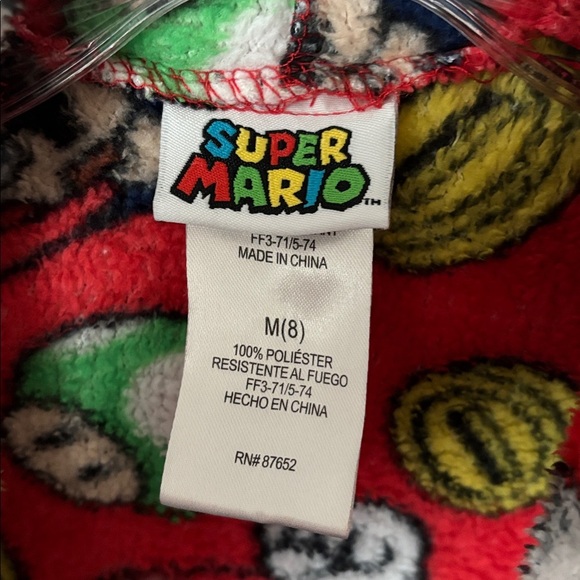 SUPER
MARIO™
FF3-71/5-74
MADE IN CHINA
M(8)
100% POLIÉSTER
RESISTENTE AL FUEGO
FF3-71/5-74
HECHO EN CHINA
RN# 87652